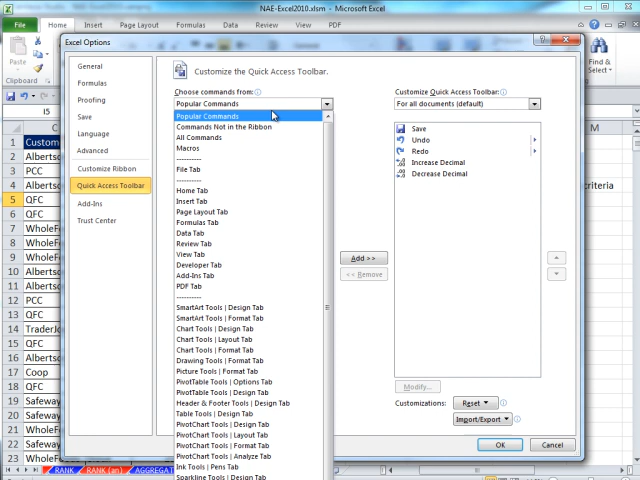 NAE-Excel2010.xlsm - Microsoft Excel
File Home Insert Page Layout Formulas Data Review View PDF
Excel Options
Paste
Clipboard
Find &
Select
I5
General
Formulas
Proofing
Save
Language
Advanced
Customize Ribbon
Quick Access Toolbar
Add-Ins
Trust Center
Customize the Quick Access Toolbar.
Choose commands from:
Popular Commands
Popular Commands
Commands Not in the Ribbon
All Commands
Macros
----------
File Tab
----------
Home Tab
Insert Tab
Page Layout Tab
Formulas Tab
Data Tab
Review Tab
View Tab
Developer Tab
Add-Ins Tab
PDF Tab
----------
SmartArt Tools | Design Tab
SmartArt Tools | Format Tab
Chart Tools | Design Tab
Chart Tools | Layout Tab
Chart Tools | Format Tab
Drawing Tools | Format Tab
Picture Tools | Format Tab
PivotTable Tools | Options Tab
PivotTable Tools | Design Tab
Header & Footer Tools | Design Tab
Table Tools | Design Tab
PivotChart Tools | Design Tab
PivotChart Tools | Layout Tab
PivotChart Tools | Format Tab
PivotChart Tools | Analyze Tab
Ink Tools | Pens Tab
Sparkline Tools | Design Tab
Add >>
<< Remove
Customize Quick Access Toolbar:
For all documents (default)
Save
Undo
Redo
Increase Decimal
Decrease Decimal
Modify...
Customizations:
Reset
Import/Export
OK
Cancel
C
M
1 Custom
2 Alberts
3 PCC
4 Alberts
criteria
5 QFC
6 QFC
7 WholeF
8 WholeF
9 WholeF
10 Alberts
11 Alberts
12 PCC
13 QFC
14 TraderJo
15 QFC
16 Alberts
17 Coop
18 QFC
19 Safeway
20 Safeway
21 QFC
22 Safeway
23 WholeF
RANK RANK (an) AGGREGAT